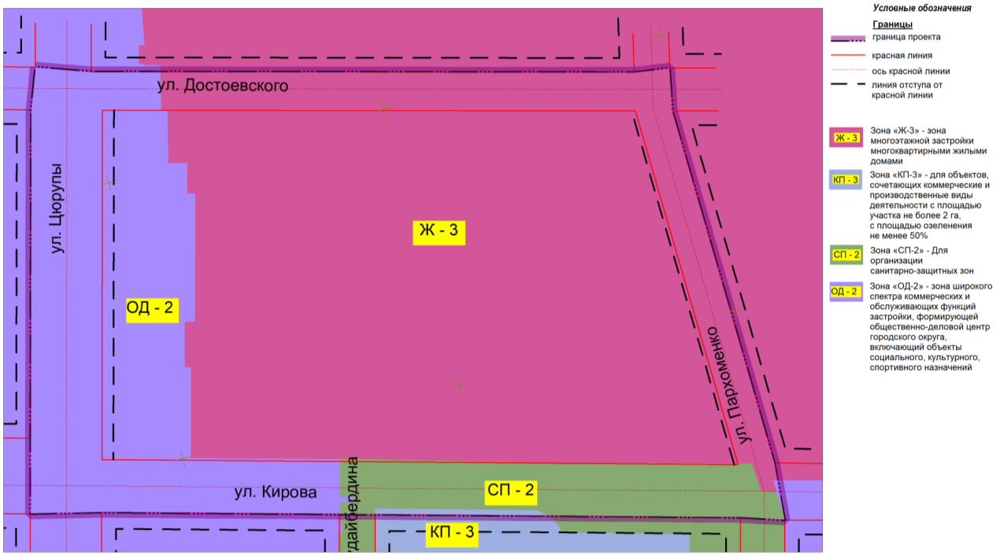 ул. Достоевского
ул. Цюрупы
Ж - 3
ОД - 2
ул. Пархоменко
ул. Кирова
СП - 2
удайбердина
КП - 3
Условные обозначения
Границы
граница проекта
красная линия
ось красной линии
линия отступа от
красной линии
Ж - 3
Зона «Ж-3» - зона
многоэтажной застройки
многоквартирными жилыми
домами
КП - 3
Зона «КП-3» - для объектов,
сочетающих коммерческие и
производственные виды
деятельности с площадью
участка не более 2 га,
с площадью озеленения
не менее 50%
СП - 2
Зона «СП-2» - Для
организации
санитарно-защитных зон
ОД - 2
Зона «ОД-2» - зона широкого
спектра коммерческих и
обслуживающих функций
застройки, формирующей
общественно-деловой центр
городского округа,
включающий объекты
социального, культурного,
спортивного назначений